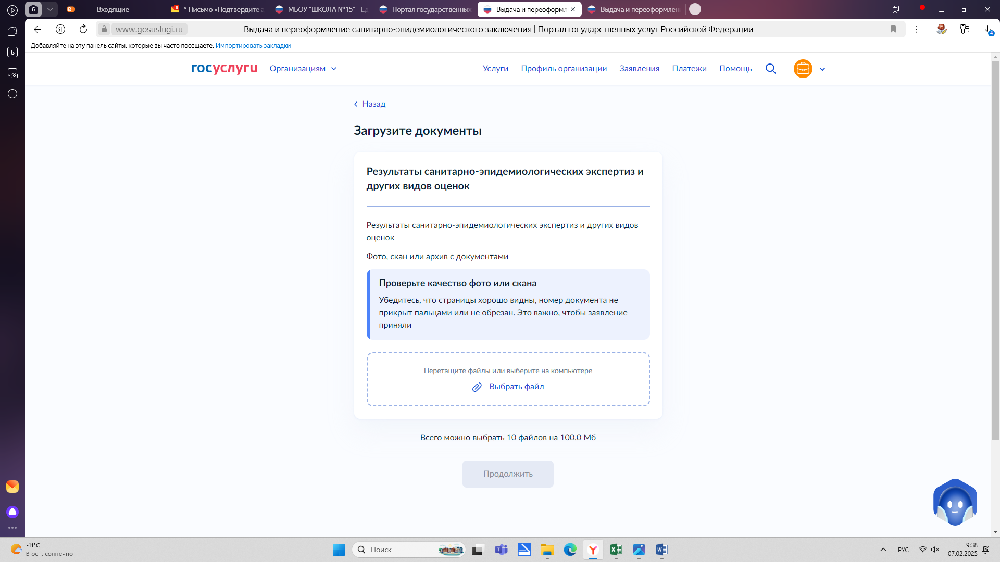 6
Входящие
* Письмо «Подтвердите а
МБОУ "ШКОЛА №15" - Ед
Портал государственных
Выдача и переоформл
Выдача и переоформлен
www.gosuslugi.ru
Выдача и переоформление санитарно-эпидемиологического заключения | Портал государственных услуг Российской Федерации
4
Добавляйте на эту панель сайты, которые вы часто посещаете. Импортировать закладки
6
госуслуги
Организациям
Услуги
Профиль организации
Заявления
Платежи
Помощь
Назад
Загрузите документы
Результаты санитарно-эпидемиологических экспертиз и
других видов оценок
Результаты санитарно-эпидемиологических экспертиз и других видов
оценок
Фото, скан или архив с документами
Проверьте качество фото или скана
Убедитесь, что страницы хорошо видны, номер документа не
прикрыт пальцами или не обрезан. Это важно, чтобы заявление
приняли
Перетащите файлы или выберите на компьютере
Выбрать файл
Всего можно выбрать 10 файлов на 100.0 Мб
Продолжить
-11°C
В осн. солнечно
Поиск
РУС
9:38
07.02.2025